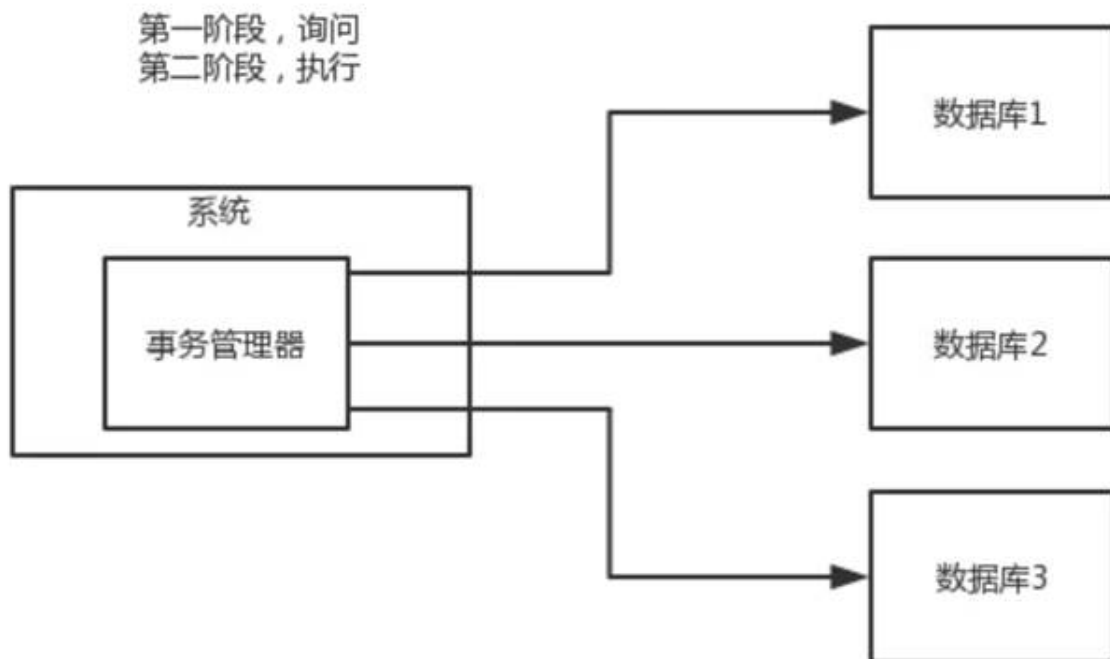 第一阶段，询问
第二阶段，执行
数据库1
系统
事务管理器
数据库2
数据库3